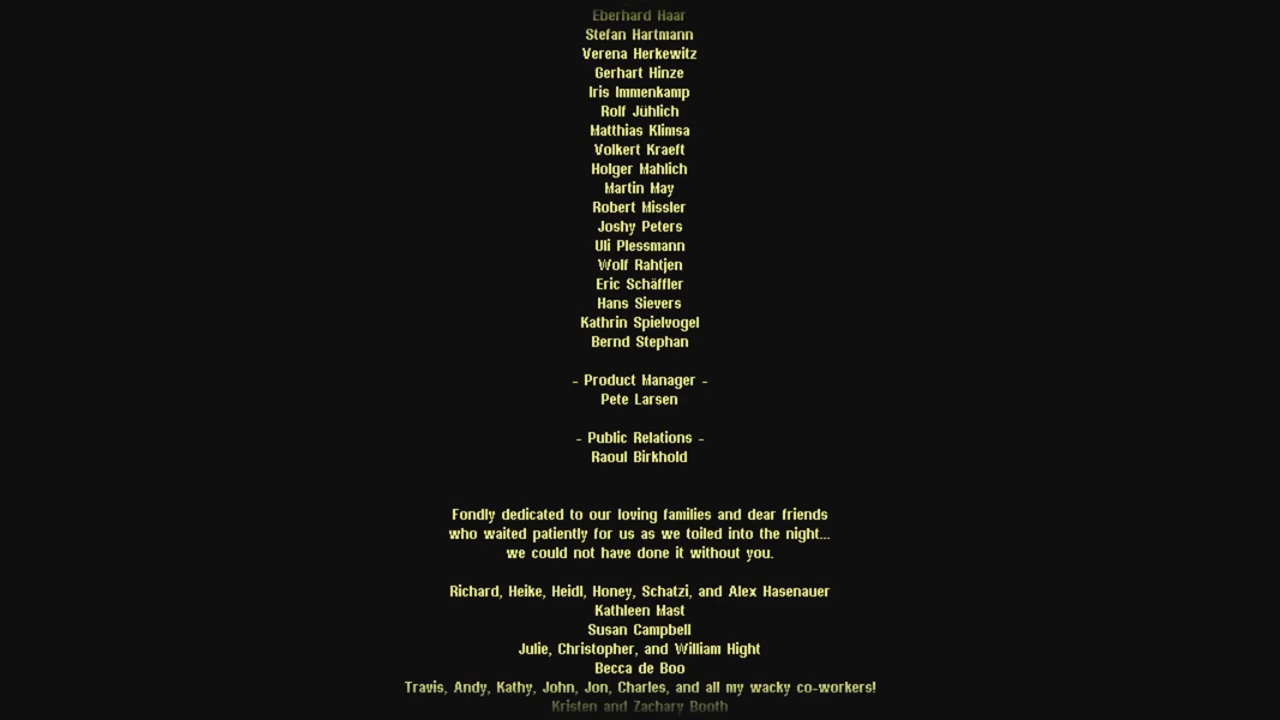 Eberhard Haar
Stefan Hartmann
Verena Herkewitz
Gerhart Hinze
Iris Immenkamp
Rolf Jühlich
Matthias Klimsa
Volkert Kraeft
Holger Mahlich
Martin May
Robert Missler
Joshy Peters
Uli Plessmann
Wolf Rahtjen
Eric Schäffler
Hans Sievers
Kathrin Spielvogel
Bernd Stephan
- Product Manager -
Pete Larsen
- Public Relations -
Raoul Birkhold
Fondly dedicated to our loving families and dear friends
who waited patiently for us as we toiled into the night...
we could not have done it without you.
Richard, Heike, Heidl, Honey, Schatzi, and Alex Hasenauer
Kathleen Mast
Susan Campbell
Julie, Christopher, and William Hight
Becca de Boo
Travis, Andy, Kathy, John, Jon, Charles, and all my wacky co-workers!
Kristen and Zachary Booth